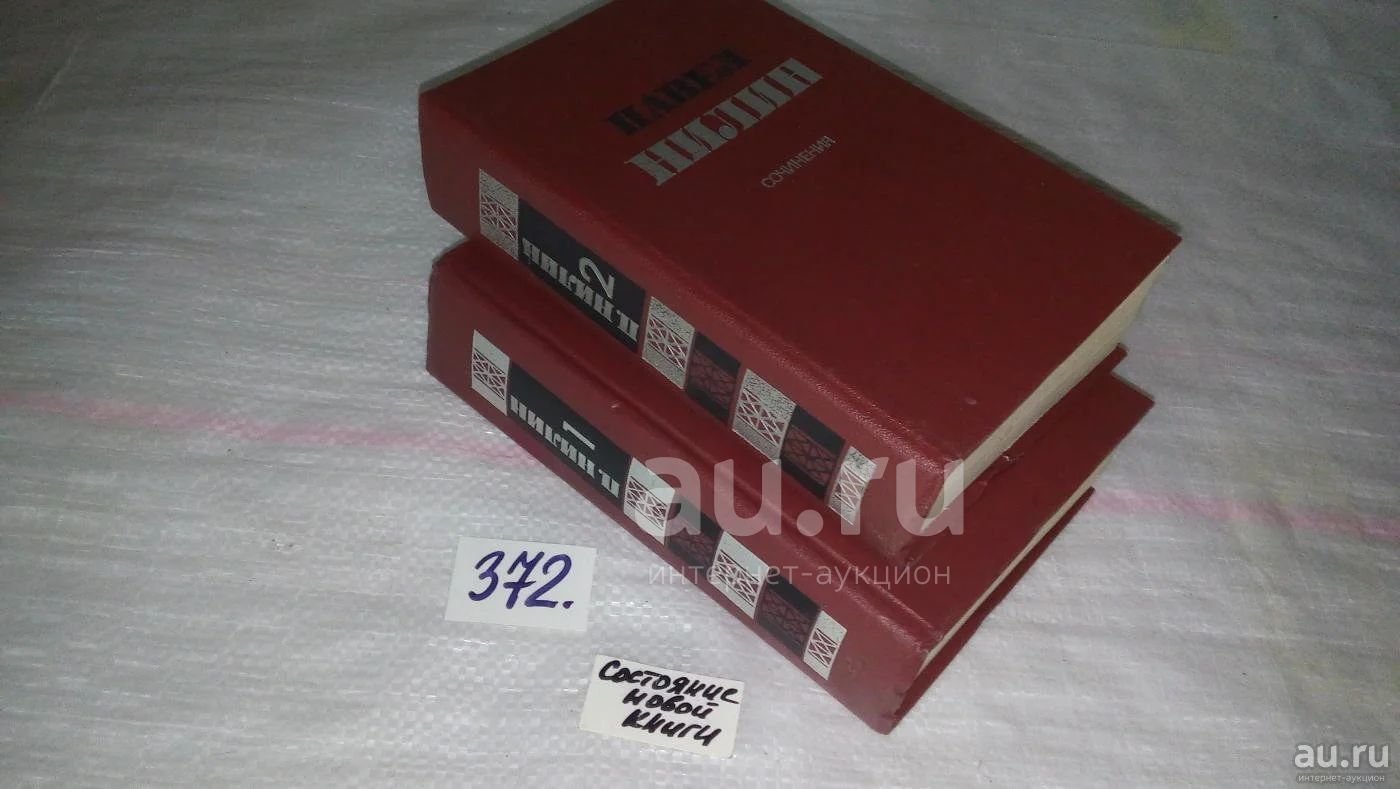 ПАВЕЛ
НИЛИН
СОЧИНЕНИЯ
П.НИЛИН
2
П.НИЛИН
1
au.ru
интернет-аукцион
372.
Состояние
новой
книги
au.ru
интернет-аукцион